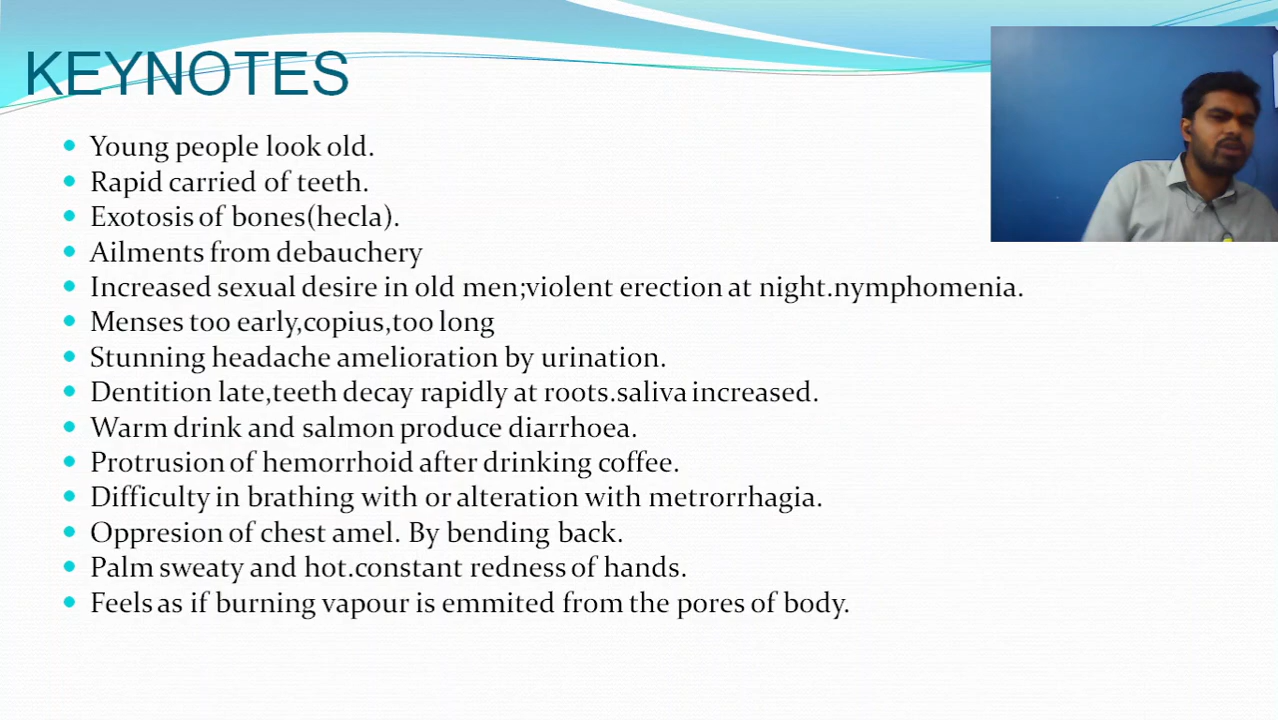 KEYNOTES
Young people look old.
Rapid carried of teeth.
Exotosis of bones(hecla).
Ailments from debauchery
Increased sexual desire in old men;violent erection at night.nymphomenia.
Menses too early,copius,too long
Stunning headache amelioration by urination.
Dentition late,teeth decay rapidly at roots.saliva increased.
Warm drink and salmon produce diarrhoea.
Protrusion of hemorrhoid after drinking coffee.
Difficulty in brathing with or alteration with metrorrhagia.
Oppresion of chest amel. By bending back.
Palm sweaty and hot.constant redness of hands.
Feels as if burning vapour is emmited from the pores of body.